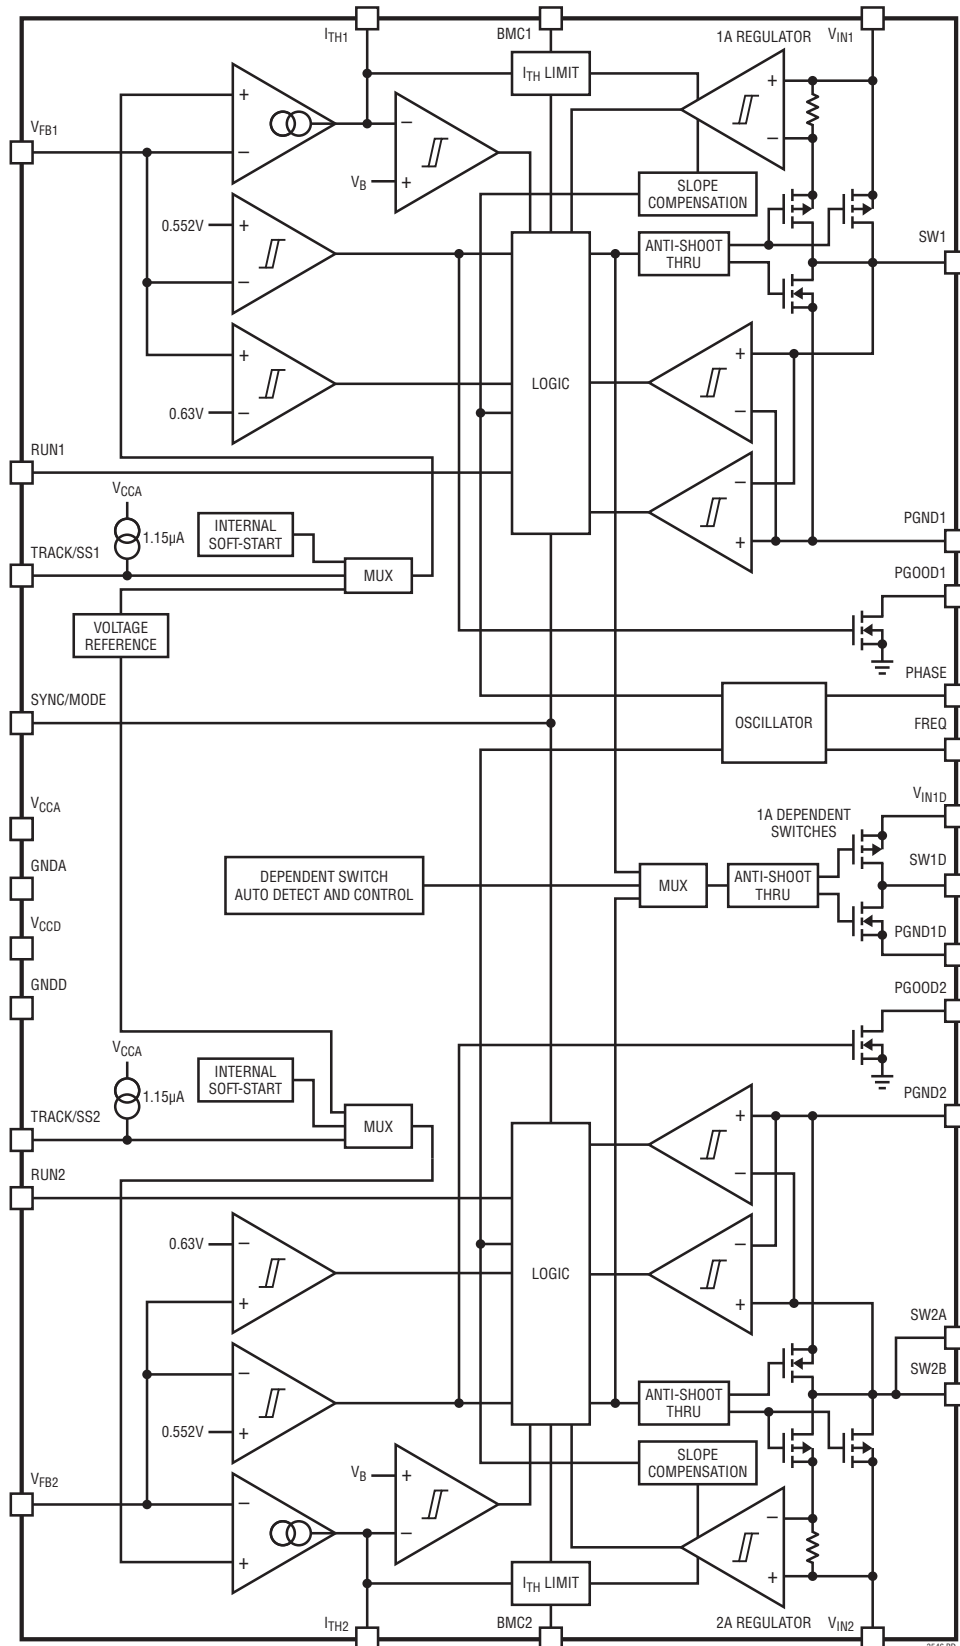 ITH1
BMC1
1A REGULATOR
VIN1
ITH LIMIT
+
+
−
VFB1
−
−
VB
+
SLOPE
COMPENSATION
0.552V
+
ANTI-SHOOT
THRU
SW1
−
+
+
LOGIC
−
0.63V
−
RUN1
−
VCCA
1.15µA
INTERNAL
SOFT-START
+
PGND1
TRACK/SS1
MUX
PGOOD1
VOLTAGE
REFERENCE
PHASE
SYNC/MODE
OSCILLATOR
FREQ
VCCA
VIN1D
1A DEPENDENT
SWITCHES
GNDA
DEPENDENT SWITCH
AUTO DETECT AND CONTROL
MUX
ANTI-SHOOT
THRU
SW1D
VCCD
PGND1D
GNDD
PGOOD2
VCCA
1.15µA
INTERNAL
SOFT-START
PGND2
TRACK/SS2
MUX
+
RUN2
−
0.63V
−
−
LOGIC
+
+
SW2A
−
SW2B
ANTI-SHOOT
THRU
0.552V
+
SLOPE
COMPENSATION
VB
+
VFB2
−
−
−
+
+
ITH LIMIT
ITH2
BMC2
2A REGULATOR
VIN2